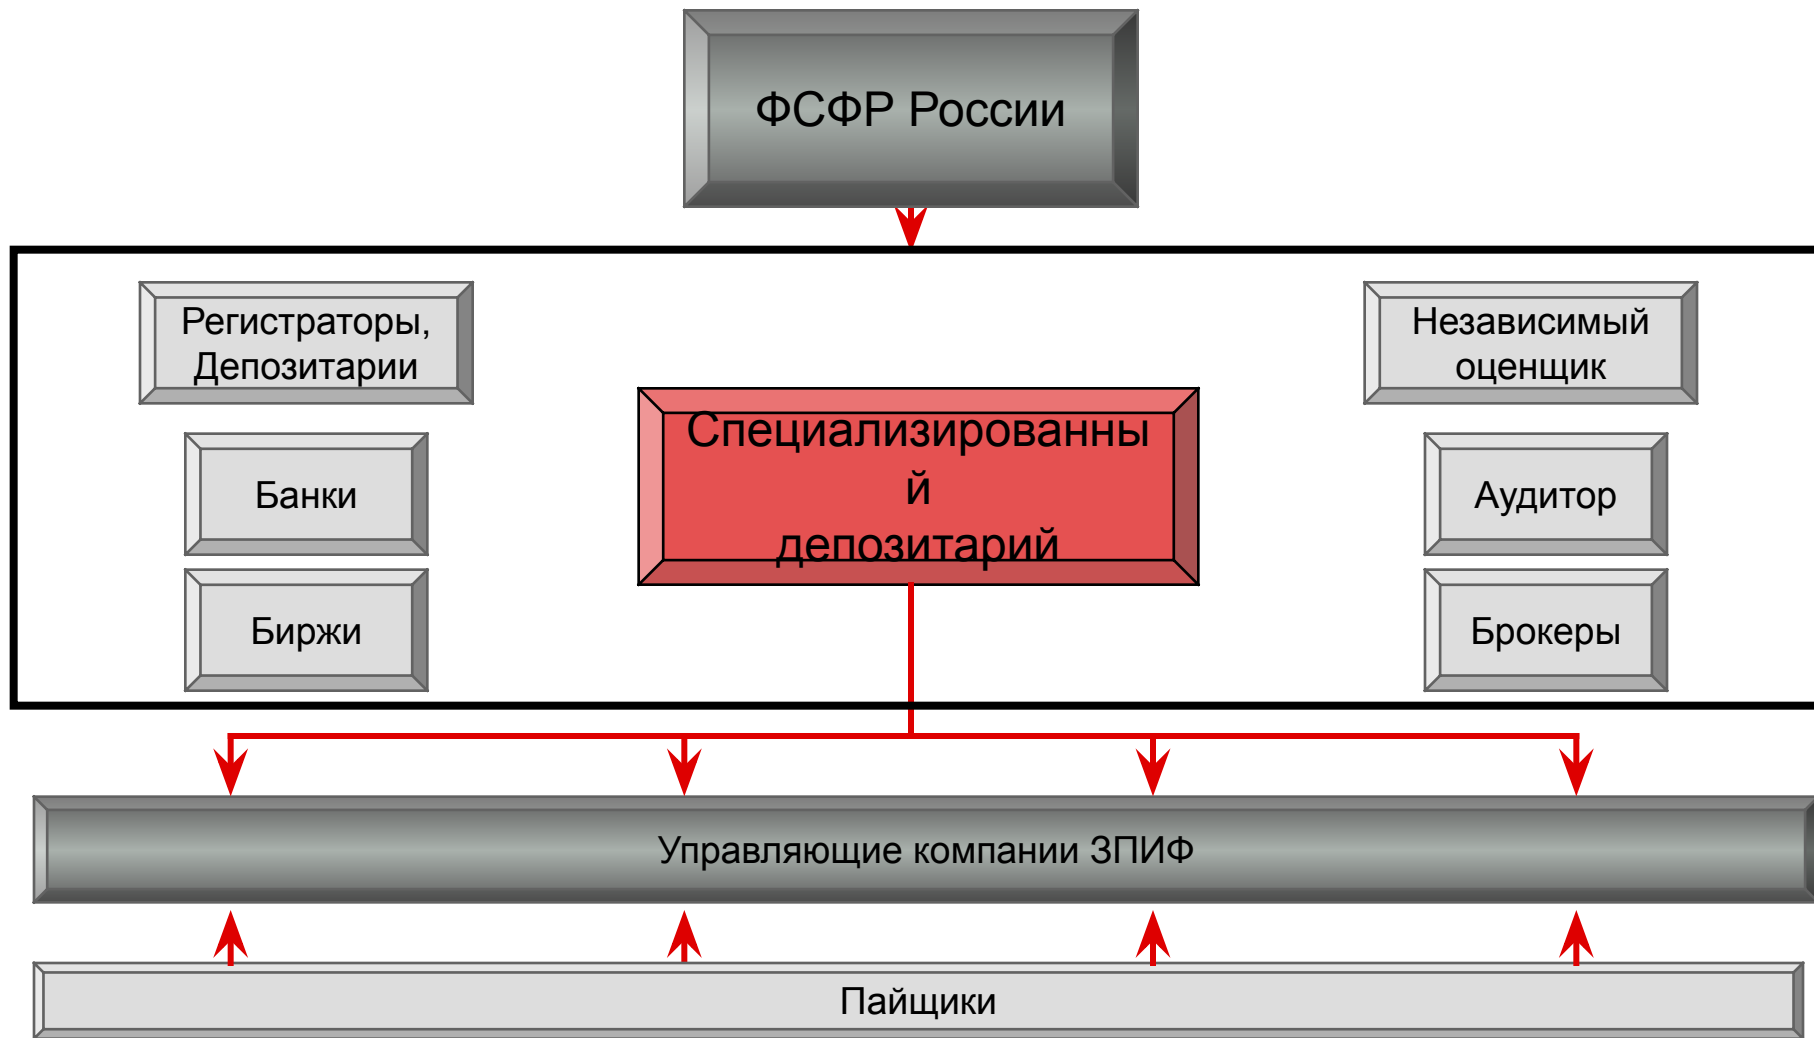 ФСФР России
Регистраторы,
Депозитарии
Независимый
оценщик
Специализированны
й
депозитарий
Банки
Аудитор
Биржи
Брокеры
Управляющие компании ЗПИФ
Пайщики